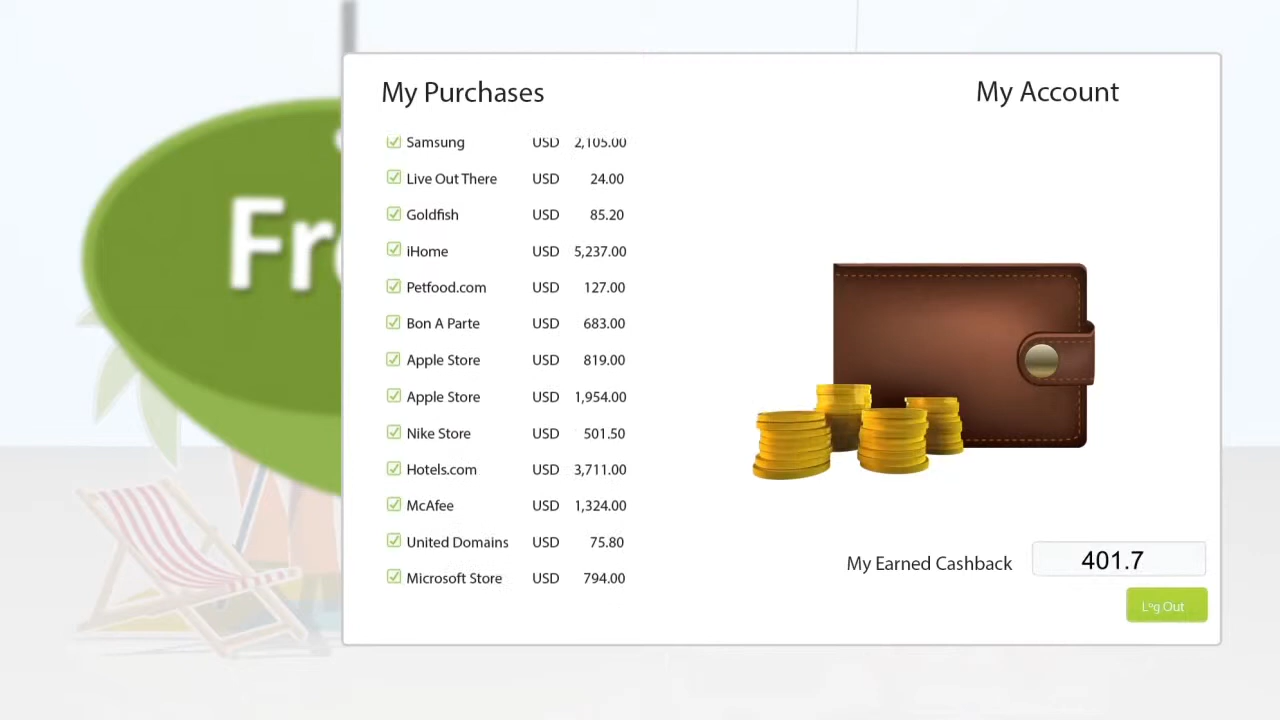 My Purchases
My Account
Samsung USD 2,105.00
Live Out There USD 24.00
Goldfish USD 85.20
iHome USD 5,237.00
Petfood.com USD 127.00
Bon A Parte USD 683.00
Apple Store USD 819.00
Apple Store USD 1,954.00
Nike Store USD 501.50
Hotels.com USD 3,711.00
McAfee USD 1,324.00
United Domains USD 75.80
Microsoft Store USD 794.00
My Earned Cashback 401.7
Log Out